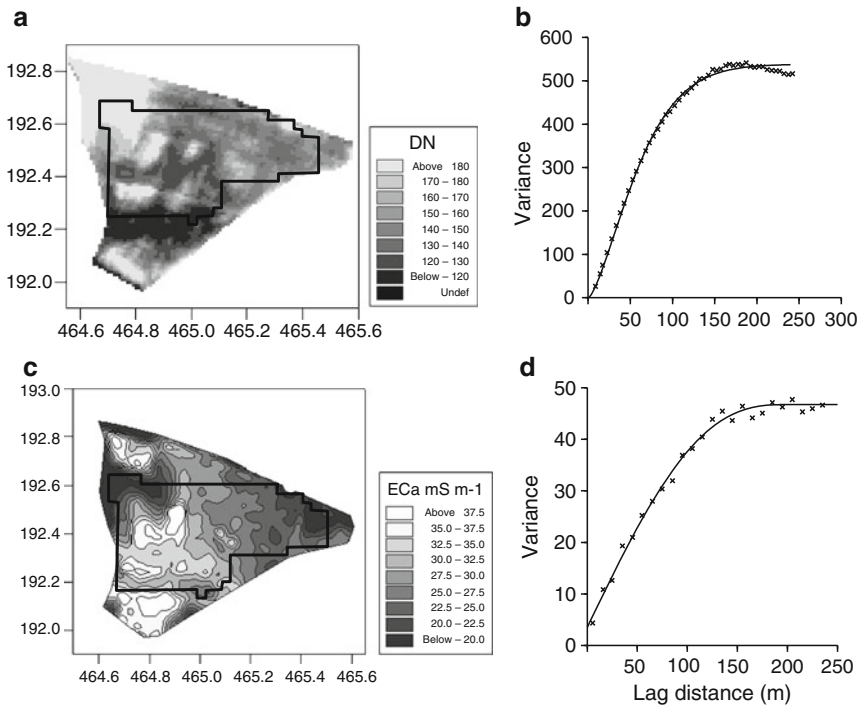 a
192.8
192.6
192.4
192.2
192.0
464.6 464.8 465.0 465.2 465.4 465.6
DN
Above 180
170 – 180
160 – 170
150 – 160
140 – 150
130 – 140
120 – 130
Below – 120
Undef
b
Variance
600
500
400
300
200
100
0
50 100 150 200 250 300
c
193.0
192.8
192.6
192.4
192.2
192.0
464.6 464.8 465.0 465.2 465.4 465.6
ECa mS m-1
Above 37.5
35.0 – 37.5
32.5 – 35.0
30.0 – 32.5
27.5 – 30.0
25.0 – 27.5
22.5 – 25.0
20.0 – 22.5
Below – 20.0
d
Variance
50
40
30
20
10
0
50 100 150 200 250
Lag distance (m)